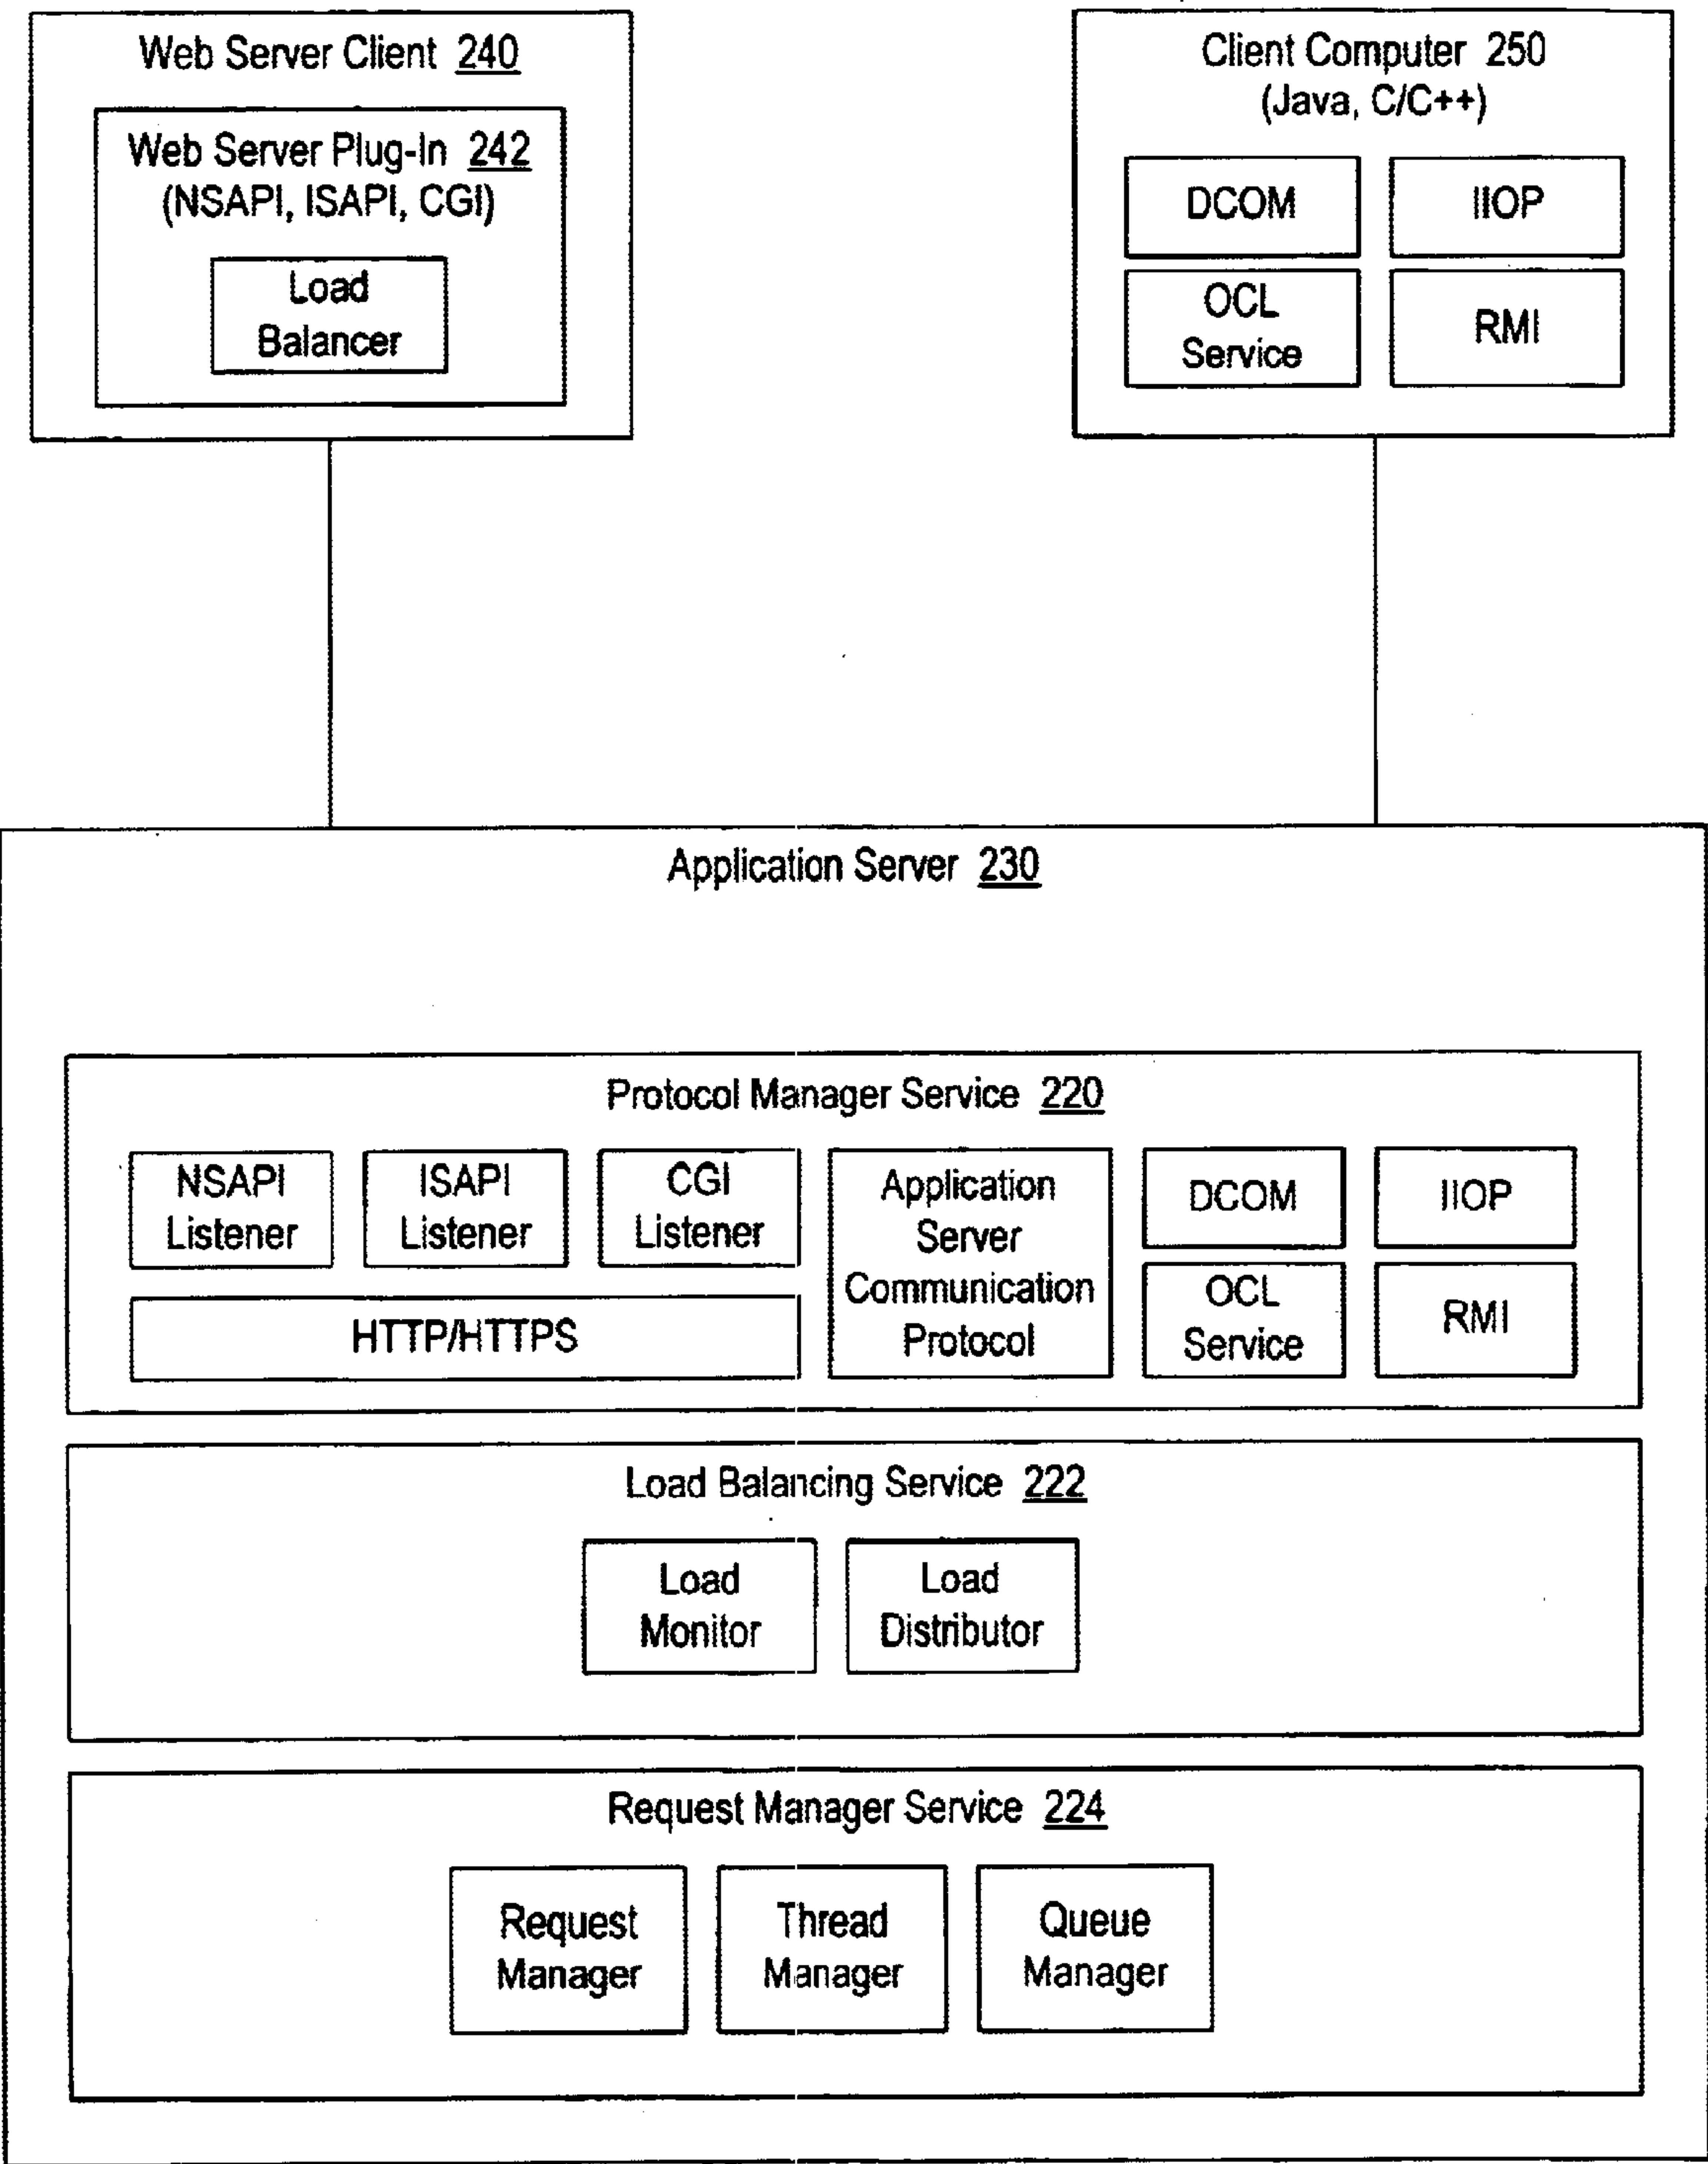 Web Server Client 240
Web Server Plug-In 242
(NSAPI, ISAPI, CGI)
Load
Balancer
Client Computer 250
(Java, C/C++)
DCOM
IIOP
OCL
Service
RMI
Application Server 230
Protocol Manager Service 220
NSAPI
Listener
ISAPI
Listener
CGI
Listener
HTTP/HTTPS
Application
Server
Communication
Protocol
DCOM
IIOP
OCL
Service
RMI
Load Balancing Service 222
Load
Monitor
Load
Distributor
Request Manager Service 224
Request
Manager
Thread
Manager
Queue
Manager